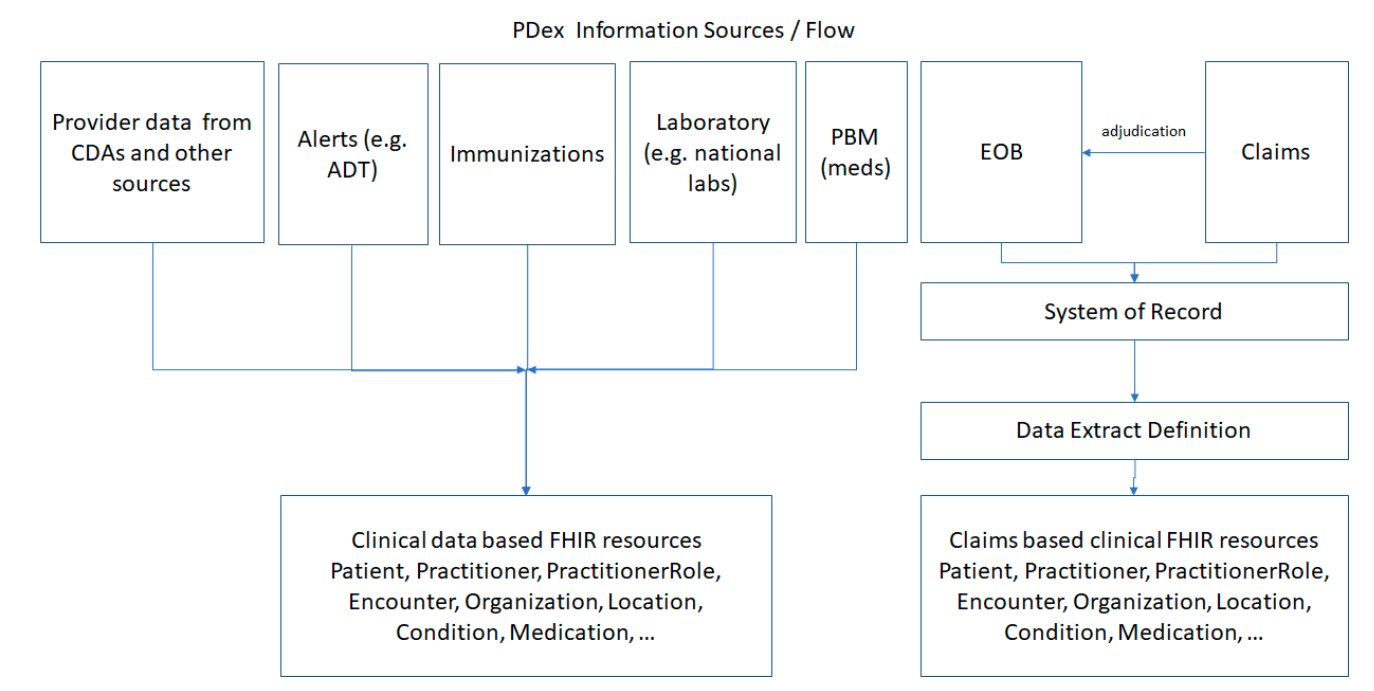 PDex Information Sources / Flow
Provider data from
CDAs and other
sources
Alerts (e.g.
ADT)
Immunizations
Laboratory
(e.g. national
labs)
PBM
(meds)
EOB
adjudication
Claims
System of Record
Data Extract Definition
Clinical data based FHIR resources
Patient, Practitioner, PractitionerRole,
Encounter, Organization, Location,
Condition, Medication, ...
Claims based clinical FHIR resources
Patient, Practitioner, PractitionerRole,
Encounter, Organization, Location,
Condition, Medication, ...